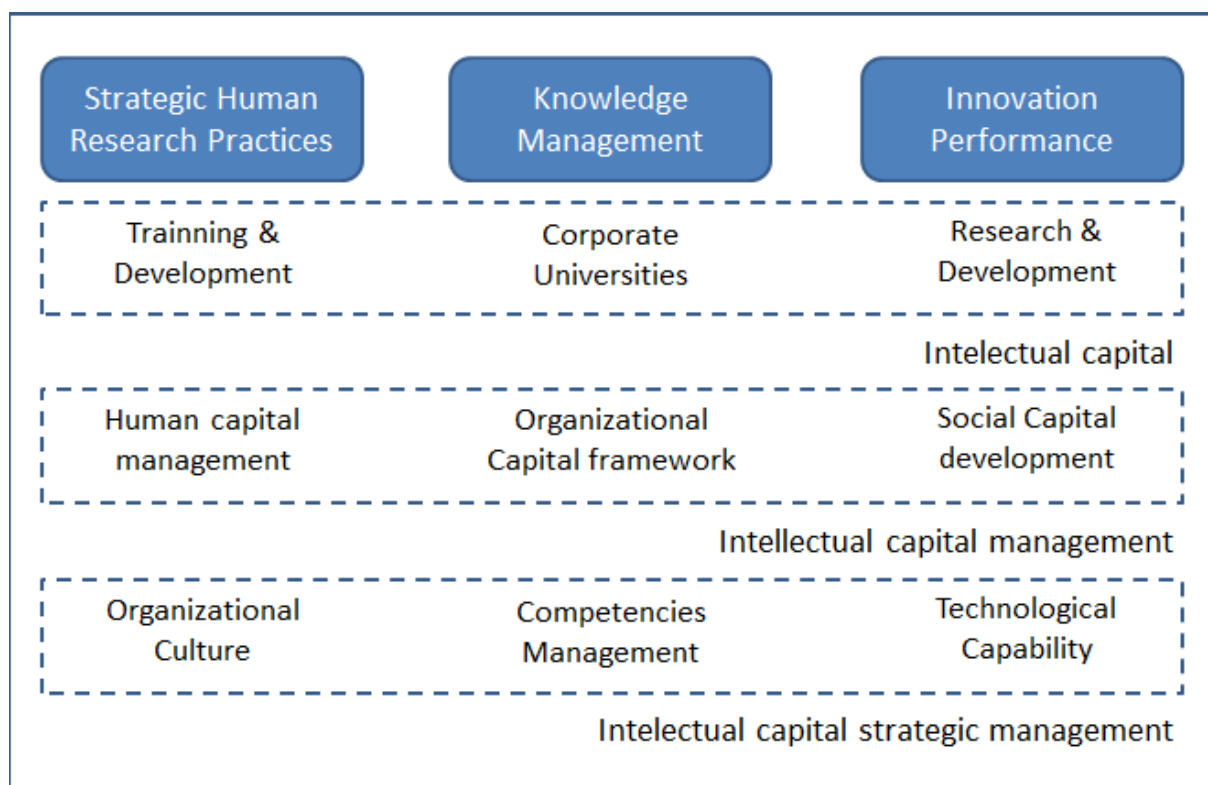 Strategic Human
Research Practices
Knowledge
Management
Innovation
Performance
Trainning &
Development
Corporate
Universities
Research &
Development
Intelectual capital
Human capital
management
Organizational
Capital framework
Social Capital
development
Intellectual capital management
Organizational
Culture
Competencies
Management
Technological
Capability
Intelectual capital strategic management